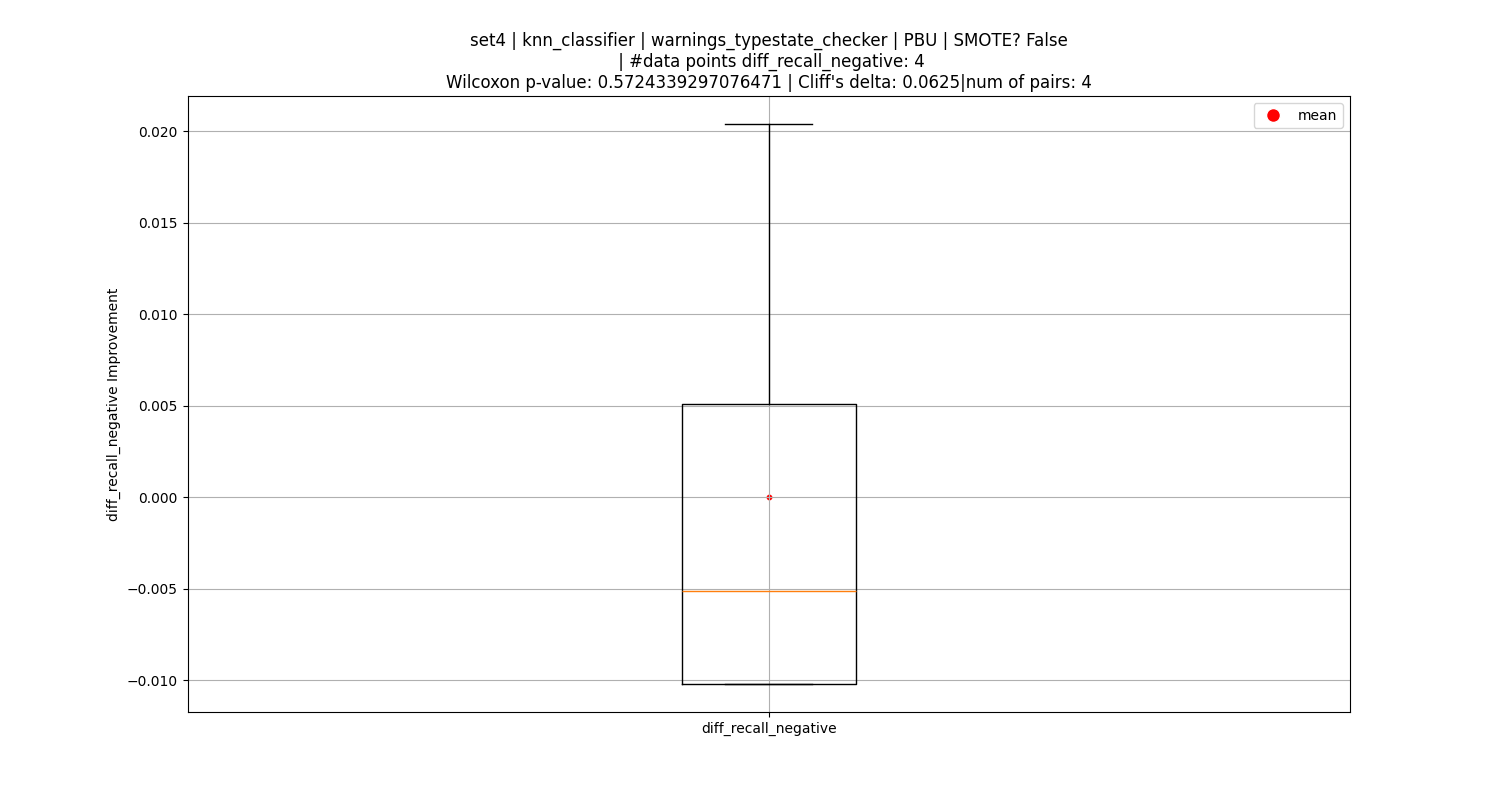 set4 | knn_classifier | warnings_typestate_checker | PBU | SMOTE? False
| #data points diff_recall_negative: 4
Wilcoxon p-value: 0.5724339297076471 | Cliff's delta: 0.0625|num of pairs: 4
mean
0.020
0.015
0.010
0.005
0.000
−0.005
−0.010
diff_recall_negative Improvement
diff_recall_negative